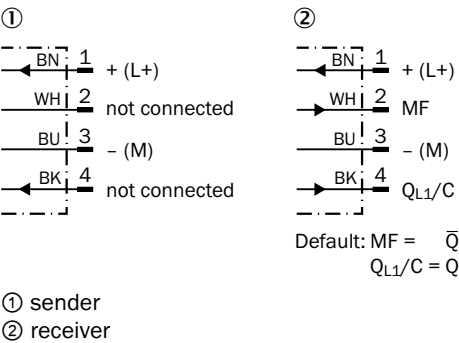 ① ②
BN 1 + (L+)
WH 2 not connected
BU 3 – (M)
BK 4 not connected
BN 1 + (L+)
WH 2 MF
BU 3 – (M)
BK 4 QL1/C
Default: MF = Q̅
QL1/C = Q
① sender
② receiver